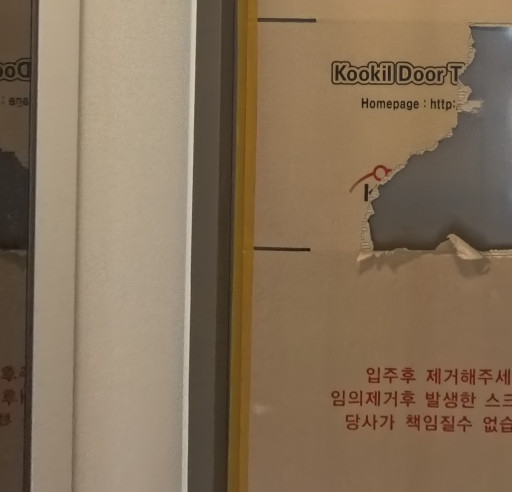 Kookil Door T
Homepage : http:
입주후 제거해주세
임의제거후 발생한 스크
당사가 책임질수 없습